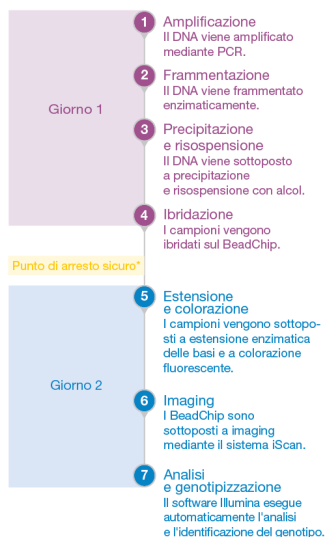 1 Amplificazione
Il DNA viene amplificato
mediante PCR.
2 Frammentazione
Il DNA viene frammentato
enzimaticamente.
Giorno 1
3 Precipitazione
e risospensione
Il DNA viene sottoposto
a precipitazione
e risospensione con alcol.
4 Ibridazione
I campioni vengono
ibridati sul BeadChip.
Punto di arresto sicuro*
5 Estensione
e colorazione
I campioni vengono sottopo-
sti a estensione enzimatica
delle basi e a colorazione
fluorescente.
Giorno 2
6 Imaging
I BeadChip sono
sottoposti a imaging
mediante il sistema iScan.
7 Analisi
e genotipizzazione
Il software Illumina esegue
automaticamente l'analisi
e l'identificazione del genotipo.